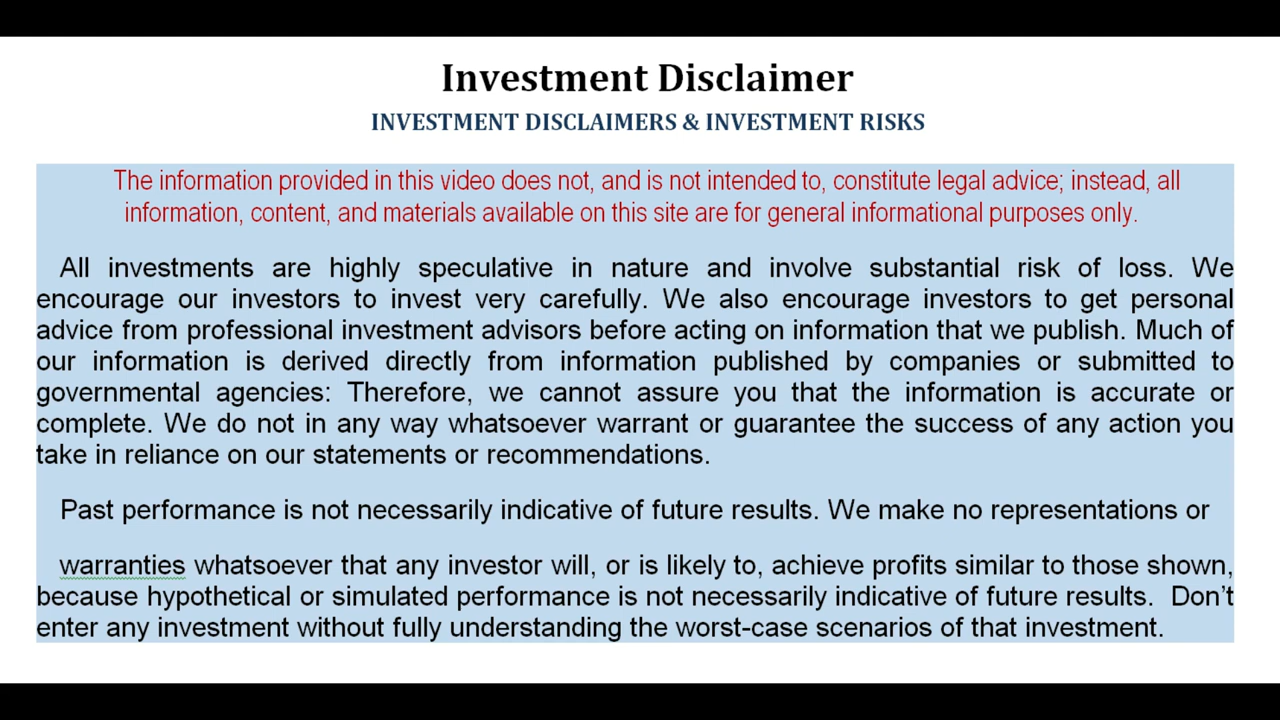 Investment Disclaimer
INVESTMENT DISCLAIMERS & INVESTMENT RISKS
The information provided in this video does not, and is not intended to, constitute legal advice; instead, all
information, content, and materials available on this site are for general informational purposes only.
All investments are highly speculative in nature and involve substantial risk of loss. We
encourage our investors to invest very carefully. We also encourage investors to get personal
advice from professional investment advisors before acting on information that we publish. Much of
our information is derived directly from information published by companies or submitted to
governmental agencies: Therefore, we cannot assure you that the information is accurate or
complete. We do not in any way whatsoever warrant or guarantee the success of any action you
take in reliance on our statements or recommendations.
Past performance is not necessarily indicative of future results. We make no representations or
warranties whatsoever that any investor will, or is likely to, achieve profits similar to those shown,
because hypothetical or simulated performance is not necessarily indicative of future results.  Don’t
enter any investment without fully understanding the worst-case scenarios of that investment.